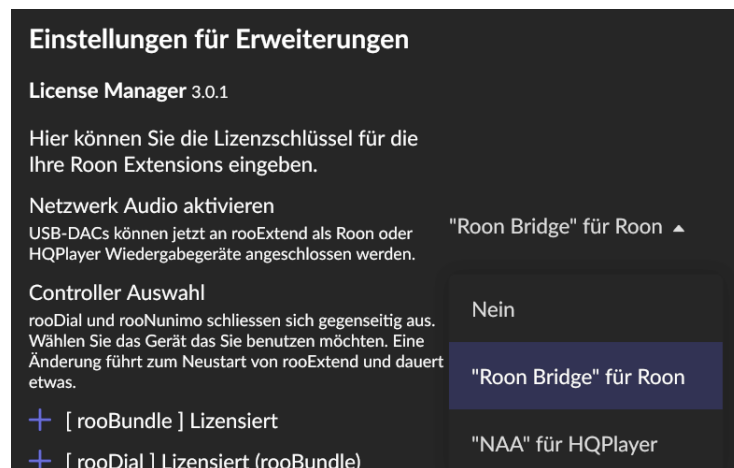 Einstellungen für Erweiterungen
License Manager 3.0.1
Hier können Sie die Lizenzschlüssel für die
Ihre Roon Extensions eingeben.
Netzwerk Audio aktivieren
USB-DACs können jetzt an rooExtend als Roon oder
HQPlayer Wiedergabegeräte angeschlossen werden.
"Roon Bridge" für Roon
Controller Auswahl
rooDial und rooNunimo schliessen sich gegenseitig aus.
Wählen Sie das Gerät das Sie benutzen möchten. Eine
Änderung führt zum Neustart von rooExtend und dauert
etwas.
Nein
"Roon Bridge" für Roon
"NAA" für HQPlayer
[ rooBundle ] Lizensiert
[ rooDial ] Lizensiert (rooBundle)